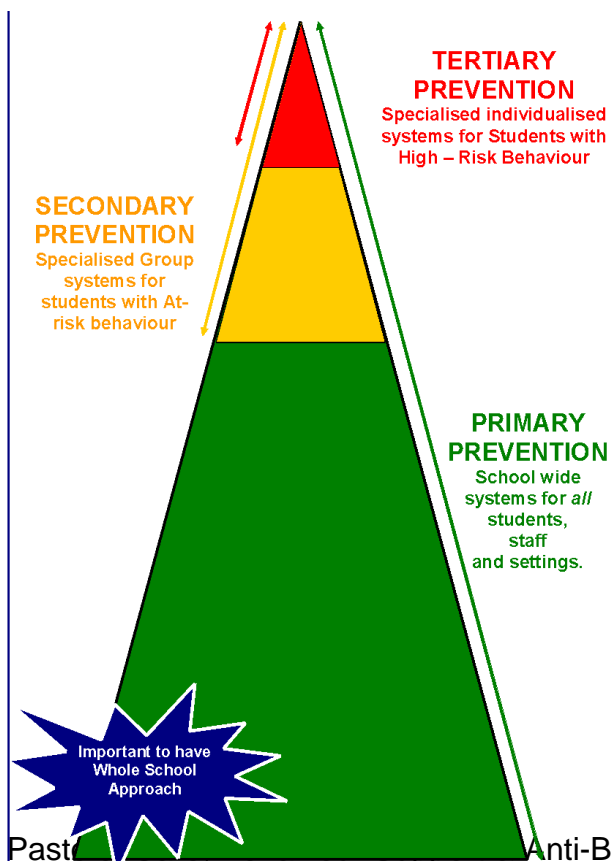 TERTIARY
PREVENTION
Specialised individualised
systems for Students with
High – Risk Behaviour
SECONDARY
PREVENTION
Specialised Group
systems for
students with At-
risk behaviour
PRIMARY
PREVENTION
School wide
systems for all
students,
staff
and settings.
Important to have
Whole School
Approach
Anti-B